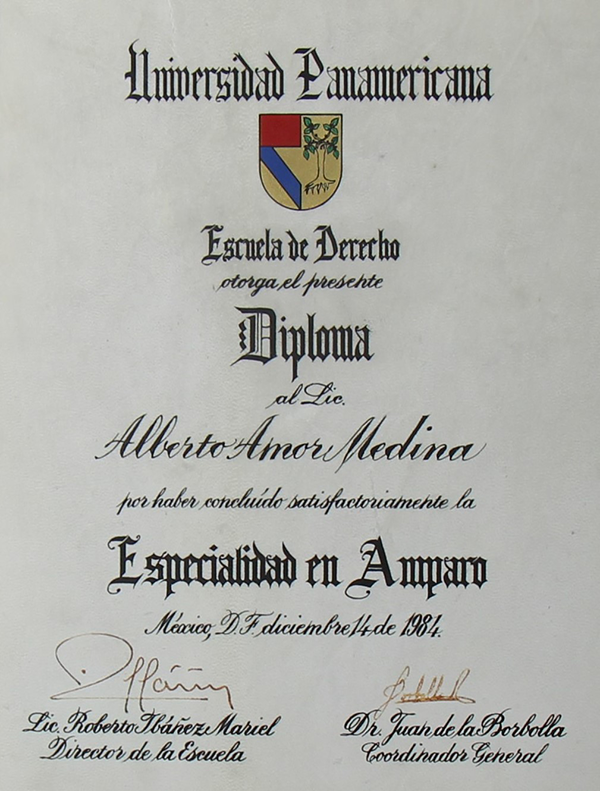 Universidad Panamericana
Escuela de Derecho
otorga el presente
Diploma
al Lic.
Alberto Amor Medina
por haber concluído satisfactoriamente la
Especialidad en Amparo
México, D.F. diciembre 14 de 1984.
Lic. Roberto Ibáñez Mariel
Director de la Escuela
Dr. Juan de la Borbolla
Coordinador General